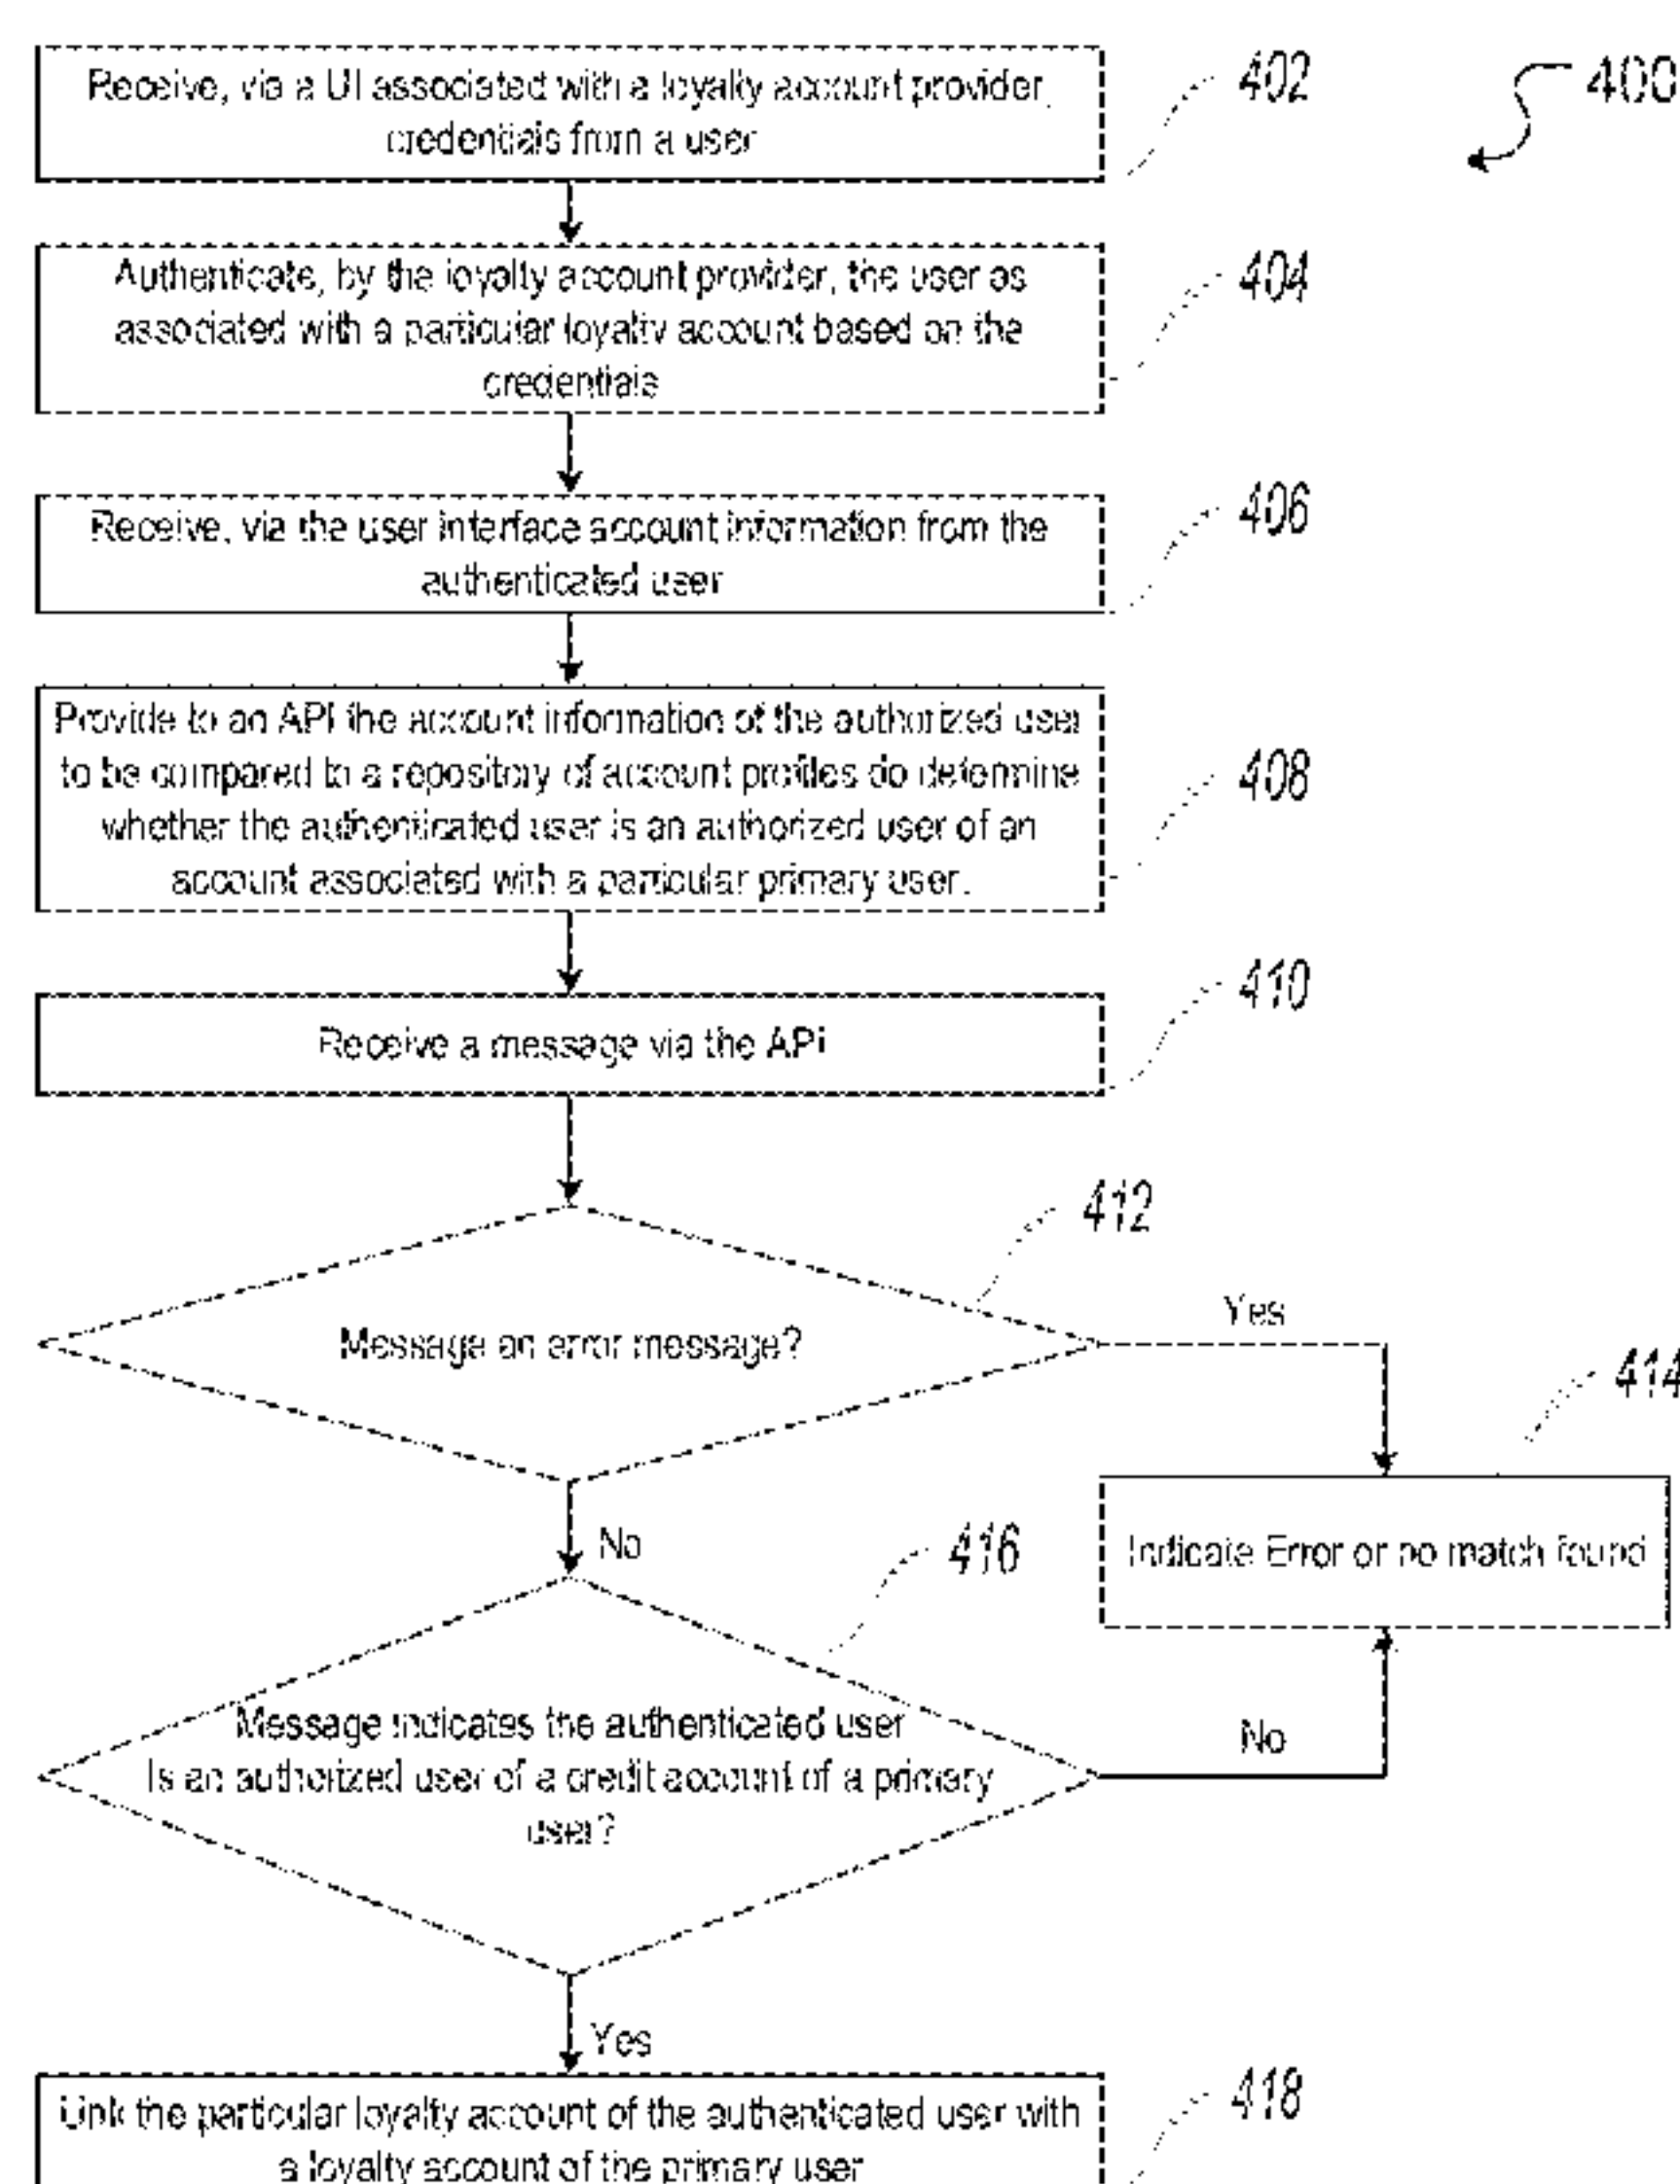 400
Receive, via a UI associated with a loyalty account provider,
credentials from a user
402
Authenticate, by the loyalty account provider, the user as
associated with a particular loyalty account based on the
credentials
404
Receive, via the user interface account information from the
authenticated user
406
Provide to an API the account information of the authorized user
to be compared to a repository of account profiles do determine
whether the authenticated user is an authorized user of an
account associated with a particular primary user.
408
Receive a message via the API
410
Message an error message?
412
Yes
414
Indicate Error or no match found
No
416
Message indicates the authenticated user
Is an authorized user of a credit account of a primary
user?
No
Yes
Link the particular loyalty account of the authenticated user with
a loyalty account of the primary user
418